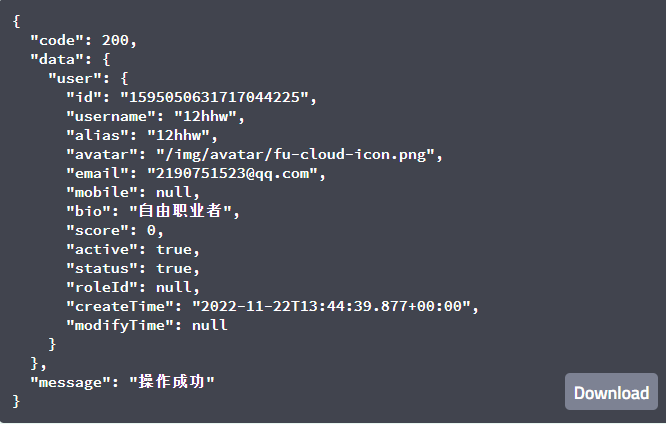 {
  "code": 200,
  "data": {
    "user": {
      "id": "1595050631717044225",
      "username": "12hhw",
      "alias": "12hhw",
      "avatar": "/img/avatar/fu-cloud-icon.png",
      "email": "2190751523@qq.com",
      "mobile": null,
      "bio": "自由职业者",
      "score": 0,
      "active": true,
      "status": true,
      "roleId": null,
      "createTime": "2022-11-22T13:44:39.877+00:00",
      "modifyTime": null
    }
  },
  "message": "操作成功"
}
Download